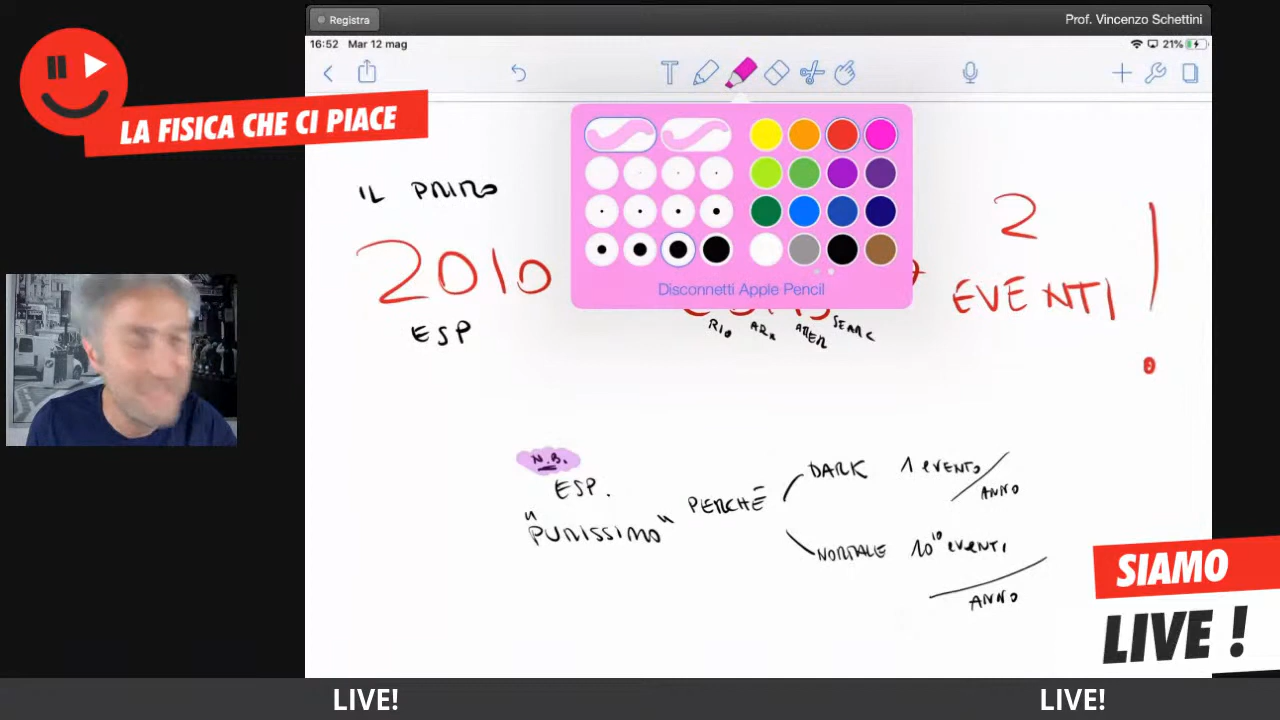 Registra
Prof. Vincenzo Schettini
16:52 Mar 12 mag
21%
LA FISICA CHE CI PIACE
Disconnetti Apple Pencil
IL PRIMO
2010
ESP
2
EVENTI !
N.B.
ESP.
"PURISSIMO" PERCHÉ
DARK 1 EVENTO / ANNO
NORMALE 10¹⁰ EVENTI / ANNO
SIAMO
LIVE !
LIVE!
LIVE!